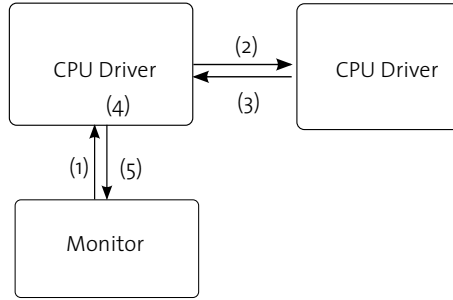 (2)
CPU Driver
CPU Driver
(4)
(3)
(1)
(5)
Monitor